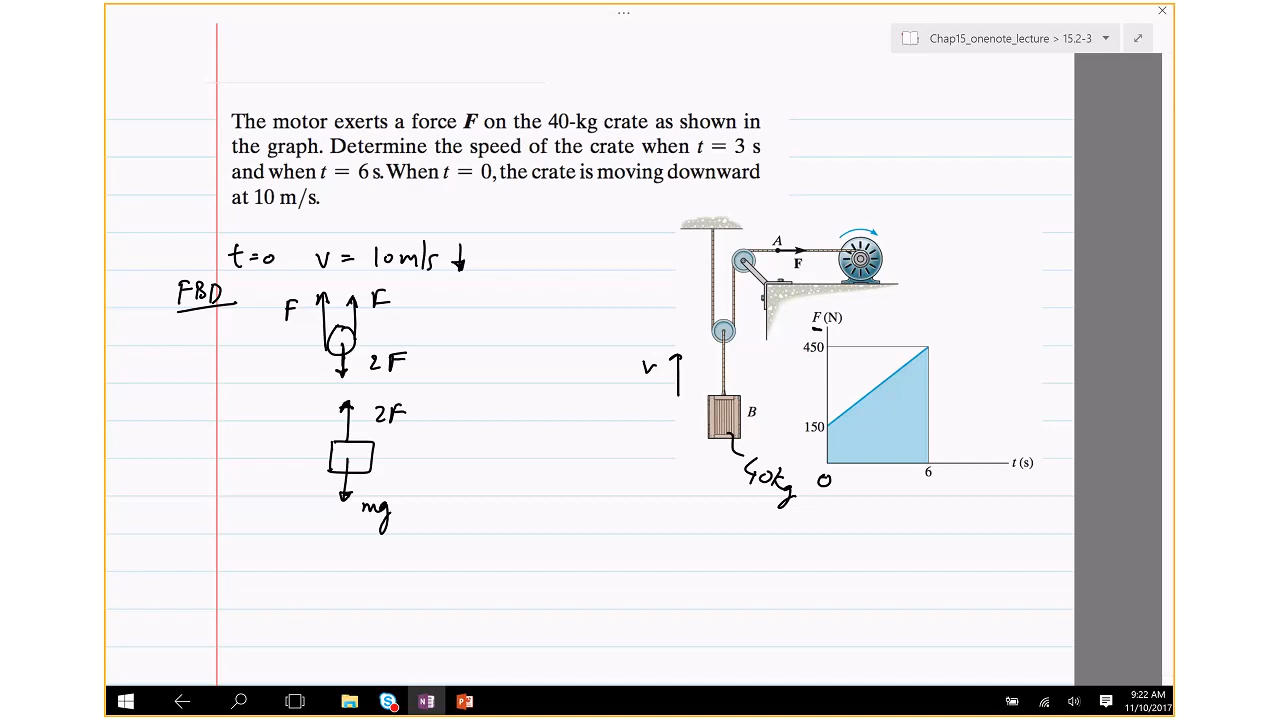 Chap15_onenote_lecture > 15.2-3
The motor exerts a force F on the 40-kg crate as shown in
the graph. Determine the speed of the crate when t = 3 s
and when t = 6 s. When t = 0, the crate is moving downward
at 10 m/s.
t=0 v = 10 m/s ↓
FBD
F F
2F
2F
mg
A
F
v
B
40kg
F (N)
450
150
0
6
t (s)
9:22 AM
11/10/2017